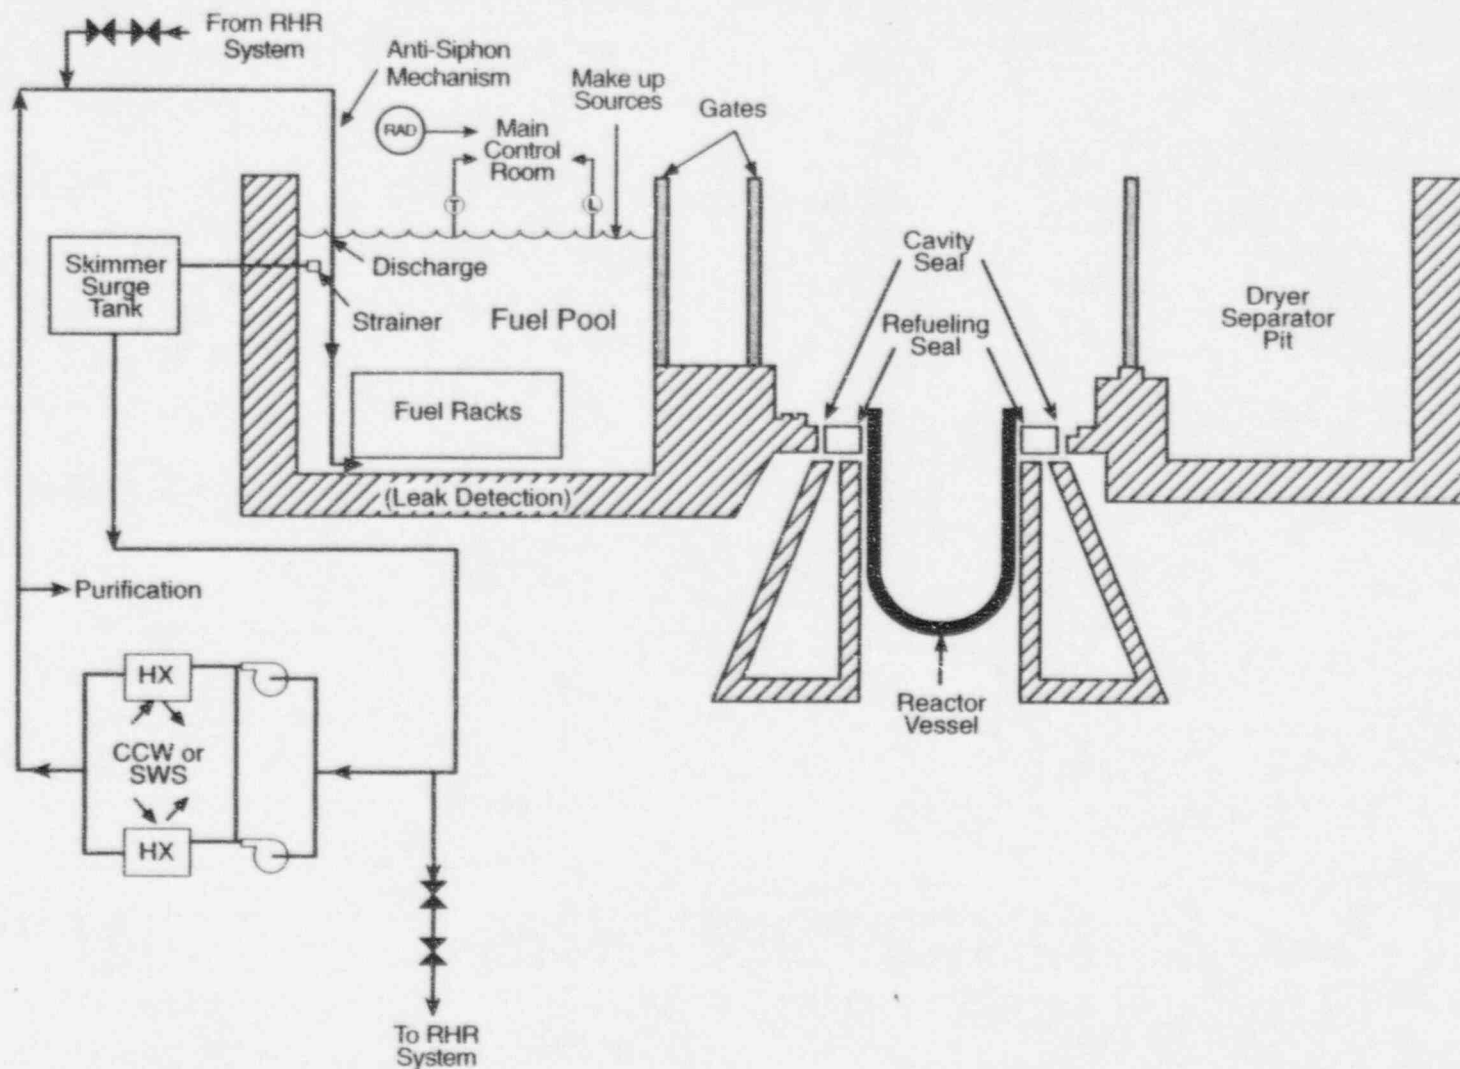 From RHR
System
Anti-Siphon
Mechanism
RAD
Main
Control
Room
Make up
Sources
Gates
T
L
Skimmer
Surge
Tank
Discharge
Strainer
Fuel Pool
Fuel Racks
(Leak Detection)
Cavity
Seal
Refueling
Seal
Dryer
Separator
Pit
Reactor
Vessel
Purification
HX
CCW or
SWS
HX
To RHR
System